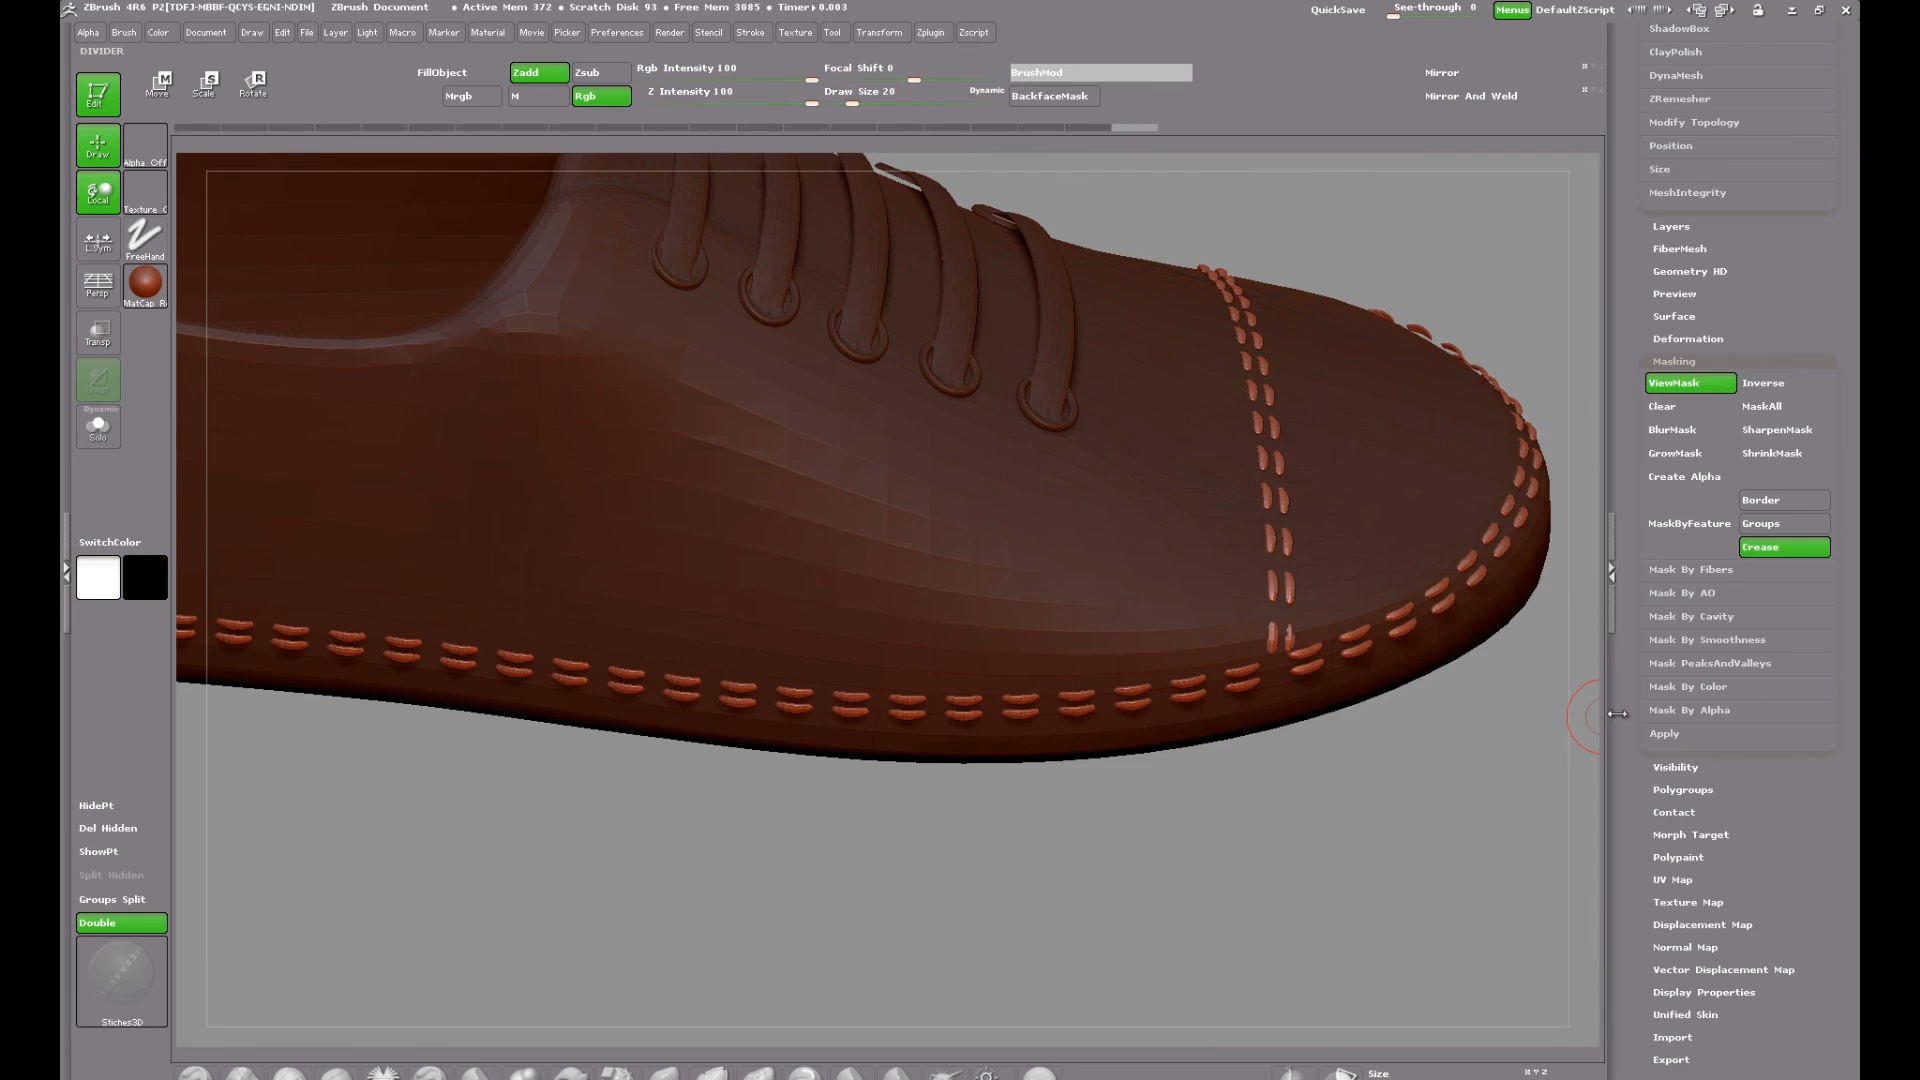 ZBrush 4R6 P2[TDFJ-MBBF-QCYS-EGNI-NDIM] ZBrush Document • Active Mem 372 • Scratch Disk 93 • Free Mem 3085 • Timer▸0.003 QuickSave See-through 0 Menus DefaultZScript
Alpha Brush Color Document Draw Edit File Layer Light Macro Marker Material Movie Picker Preferences Render Stencil Stroke Texture Tool Transform Zplugin Zscript
DIVIDER
Edit
Move
Scale
Rotate
FillObject Zadd Zsub Rgb Intensity 100 Focal Shift 0 BrushMod Mirror
Mrgb M Rgb Z Intensity 100 Draw Size 20 Dynamic BackfaceMask Mirror And Weld
Draw
Alpha Off
Local
Texture
L.Sym
FreeHand
Persp
MatCap
Transp
Ghost
Dynamic
Solo
SwitchColor
HidePt
Del Hidden
ShowPt
Split Hidden
Groups Split
Double
Stiches3D
ShadowBox
ClayPolish
DynaMesh
ZRemesher
Modify Topology
Position
Size
MeshIntegrity
Layers
FiberMesh
Geometry HD
Preview
Surface
Deformation
Masking
ViewMask Inverse
Clear MaskAll
BlurMask SharpenMask
GrowMask ShrinkMask
Create Alpha
Border
MaskByFeature Groups
Crease
Mask By Fibers
Mask By AO
Mask By Cavity
Mask By Smoothness
Mask PeaksAndValleys
Mask By Color
Mask By Alpha
Apply
Visibility
Polygroups
Contact
Morph Target
Polypaint
UV Map
Texture Map
Displacement Map
Normal Map
Vector Displacement Map
Display Properties
Unified Skin
Import
Export
Size